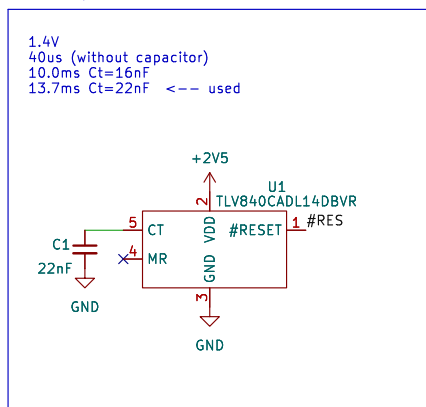 1.4V
40us (without capacitor)
10.0ms Ct=16nF
13.7ms Ct=22nF <-- used
+2V5
U1
TLV840CADL14DBVR
2
VDD
5
CT
#RESET
1
#RES
C1
22nF
4
MR
GND
3
GND
GND